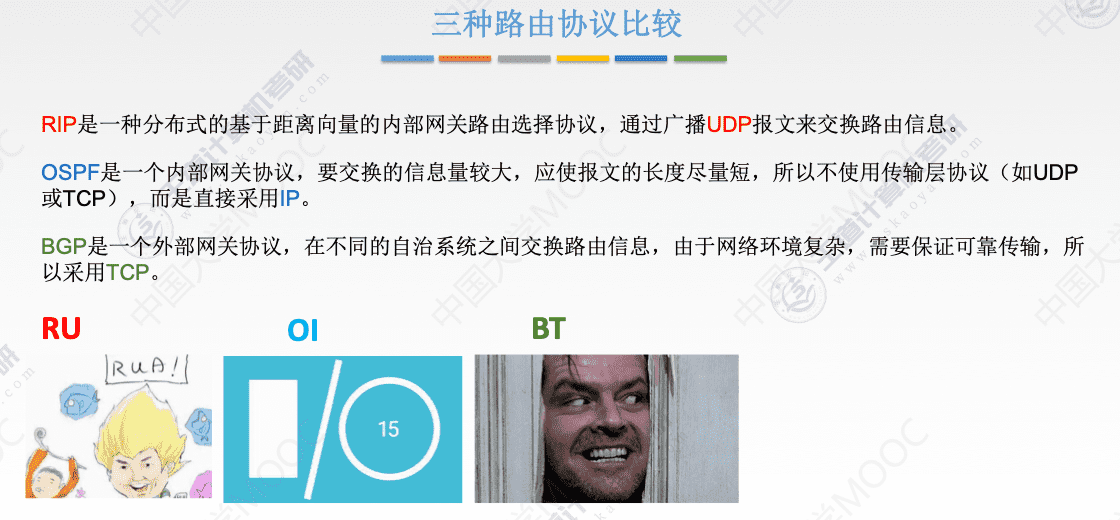 三种路由协议比较
RIP是一种分布式的基于距离向量的内部网关路由选择协议，通过广播UDP报文来交换路由信息。
OSPF是一个内部网关协议，要交换的信息量较大，应使报文的长度尽量短，所以不使用传输层协议（如UDP
或TCP），而是直接采用IP。
BGP是一个外部网关协议，在不同的自治系统之间交换路由信息，由于网络环境复杂，需要保证可靠传输，所
以采用TCP。
RU
OI
BT
RUA!
15
中国大学MOOC